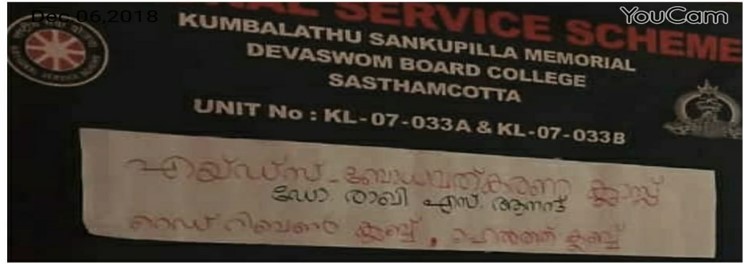 Dec 06,2018
YouCam
NAL SERVICE SCHEME
KUMBALATHU SANKUPILLA MEMORIAL
DEVASWOM BOARD COLLEGE
SASTHAMCOTTA
UNIT No : KL-07-033A & KL-07-033B
എയ്ഡ്സ് - ബോധവത്കരണ ക്ലാസ്സ്
ഡോ. രാഖി എസ്. ആനന്ദ്
റെഡ് റിബൺ ക്ലബ്ബ് , ഹെൽത്ത് ക്ലബ്ബ്